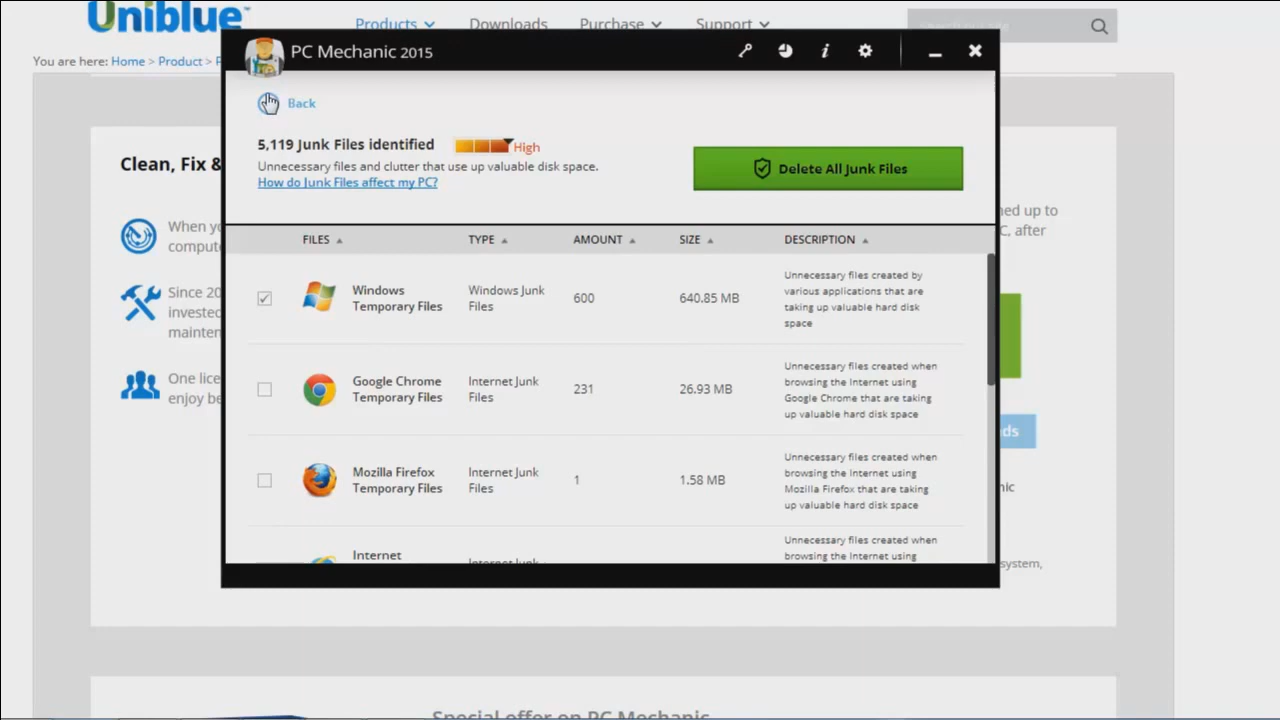 Uniblue™
Products Downloads Purchase Support
You are here: Home > Product > P
PC Mechanic 2015
Back
5,119 Junk Files identified High
Unnecessary files and clutter that use up valuable disk space.
How do Junk Files affect my PC?
Delete All Junk Files
Clean, Fix &
When yo
compute
Since 20
invested
mainten
One lice
enjoy be
FILES TYPE AMOUNT SIZE DESCRIPTION
Windows
Temporary Files
Windows Junk
Files
600
640.85 MB
Unnecessary files created by
various applications that are
taking up valuable hard disk
space
Google Chrome
Temporary Files
Internet Junk
Files
231
26.93 MB
Unnecessary files created when
browsing the Internet using
Google Chrome that are taking
up valuable hard disk space
Mozilla Firefox
Temporary Files
Internet Junk
Files
1
1.58 MB
Unnecessary files created when
browsing the Internet using
Mozilla Firefox that are taking
up valuable hard disk space
Internet
Internet Junk
Unnecessary files created when
browsing the Internet using
ned up to
C, after
ds
nic
system,
Special offer on PC Mechanic